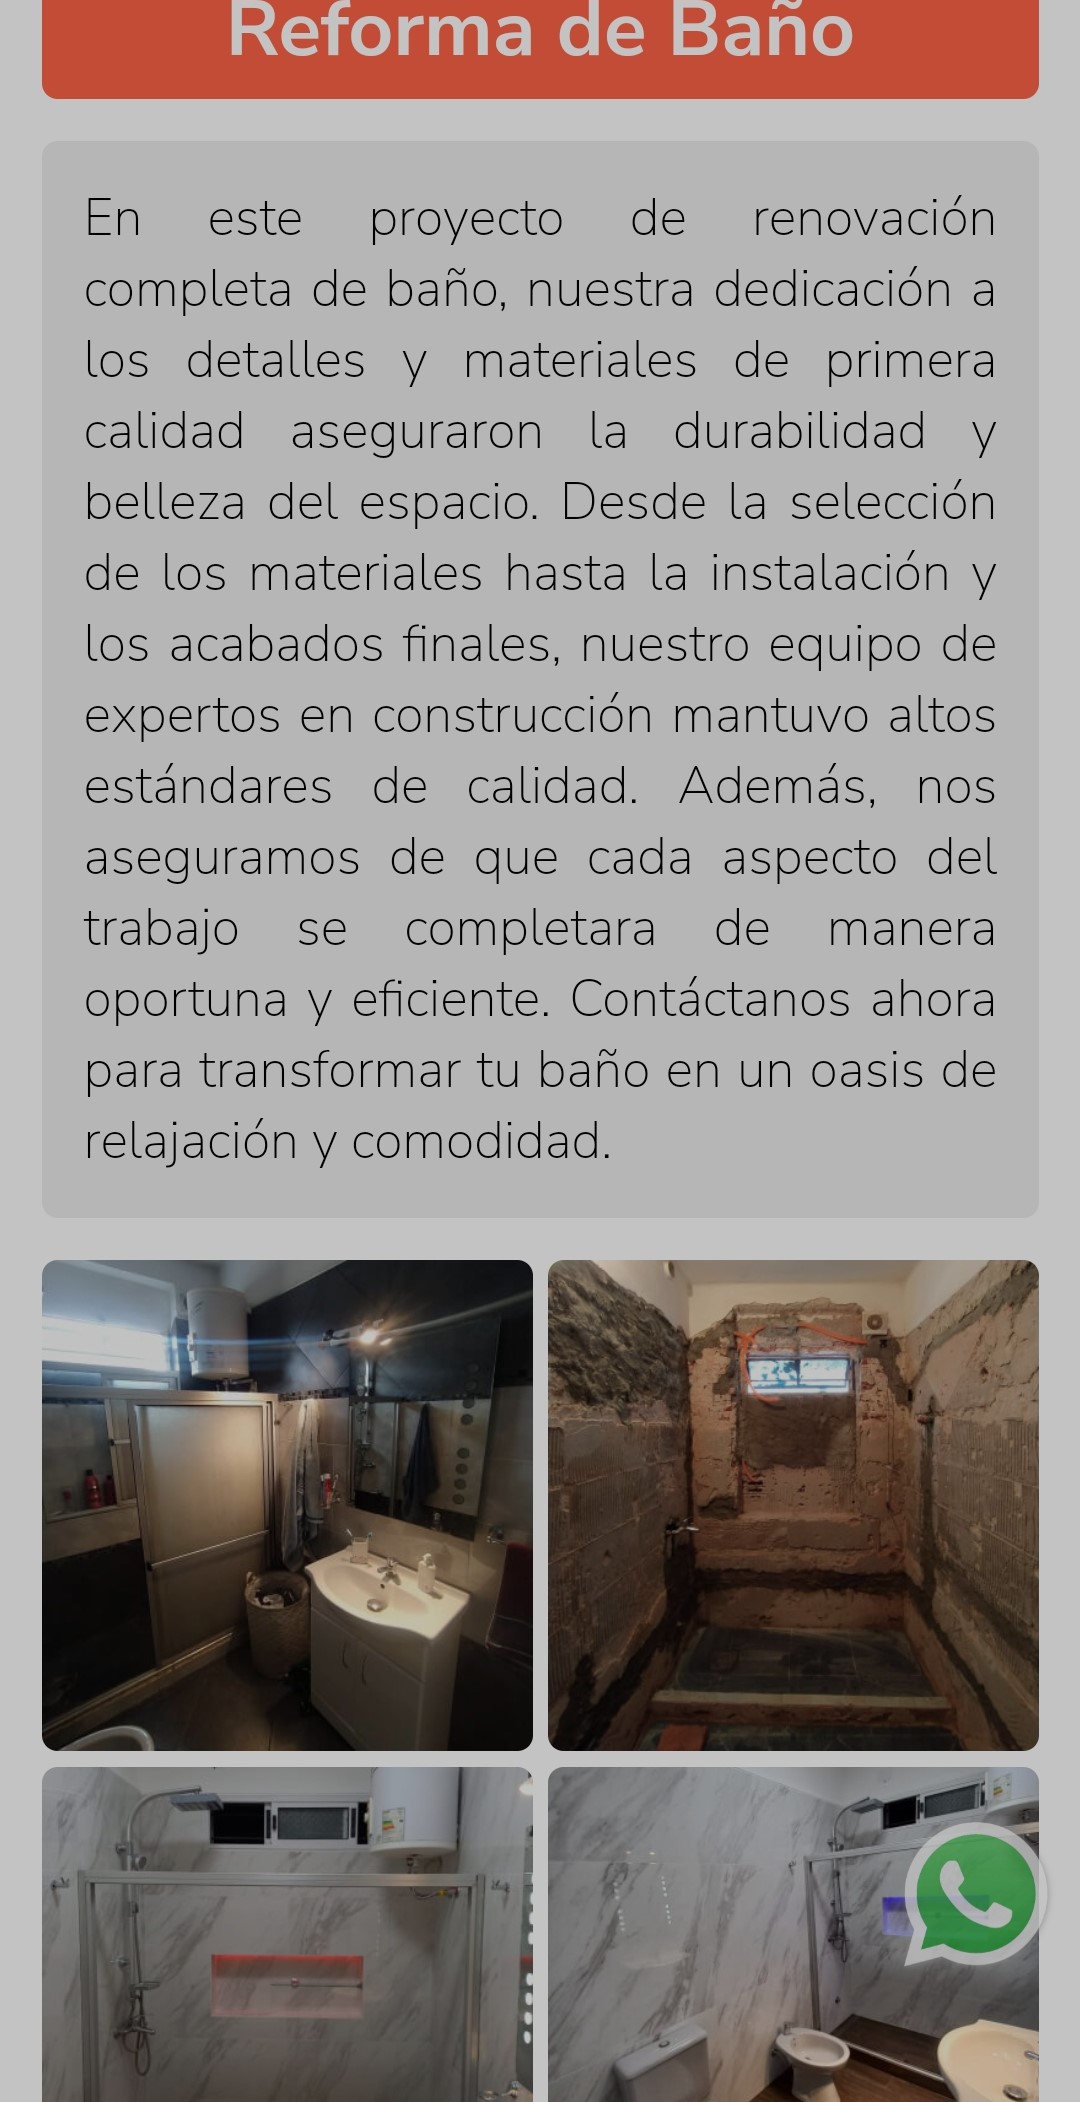 Reforma de Baño
En este proyecto de renovación
completa de baño, nuestra dedicación a
los detalles y materiales de primera
calidad aseguraron la durabilidad y
belleza del espacio. Desde la selección
de los materiales hasta la instalación y
los acabados finales, nuestro equipo de
expertos en construcción mantuvo altos
estándares de calidad. Además, nos
aseguramos de que cada aspecto del
trabajo se completara de manera
oportuna y eficiente. Contáctanos ahora
para transformar tu baño en un oasis de
relajación y comodidad.